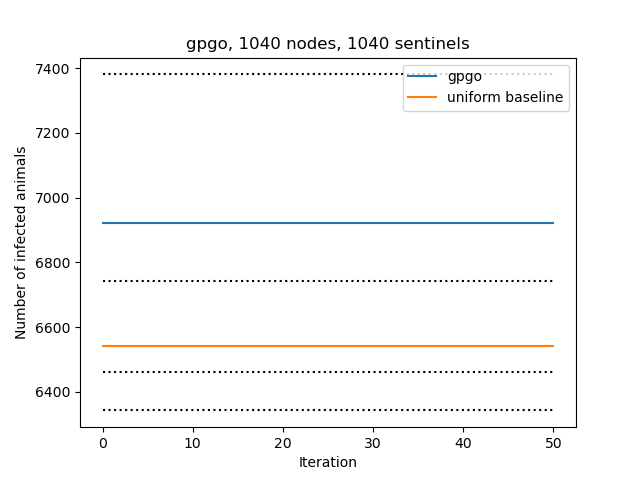 gpgo, 1040 nodes, 1040 sentinels
7400
7200
7000
6800
6600
6400
Number of infected animals
gpgo
uniform baseline
0 10 20 30 40 50
Iteration